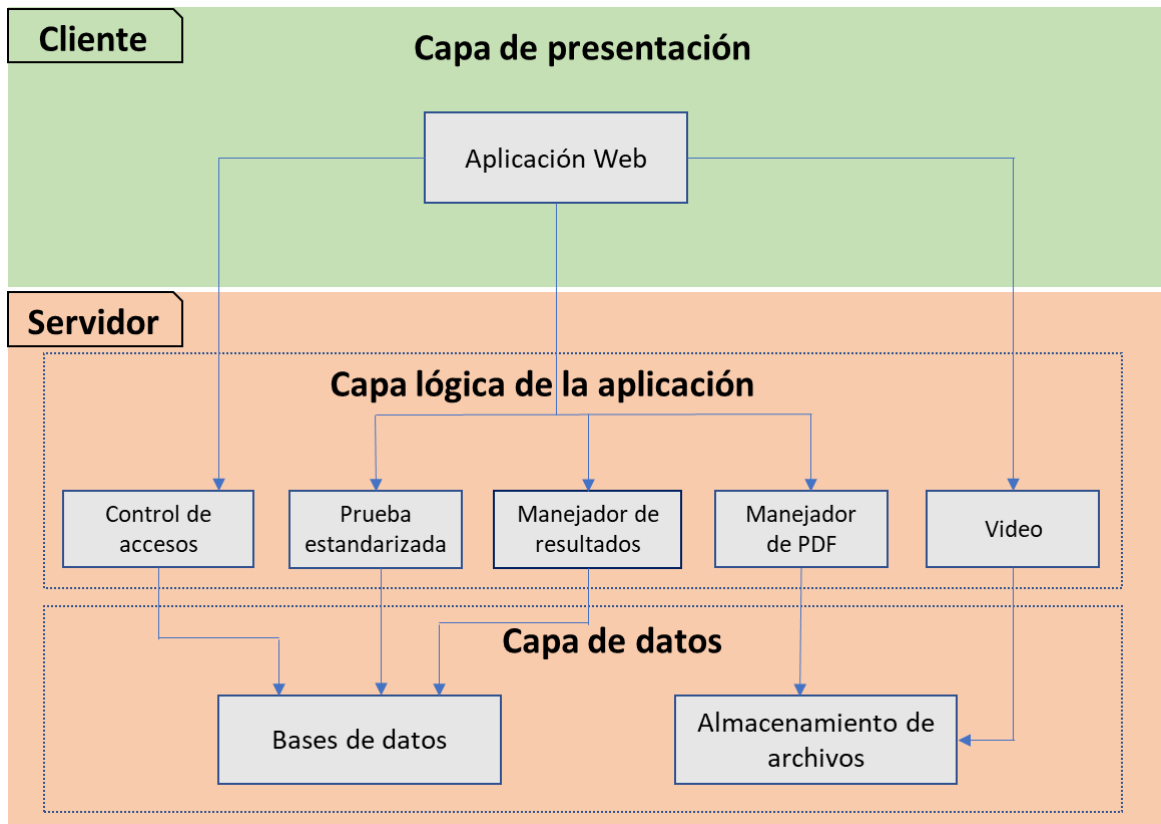 Cliente
Capa de presentación
Aplicación Web
Servidor
Capa lógica de la aplicación
Control de
accesos
Prueba
estandarizada
Manejador de
resultados
Manejador
de PDF
Video
Capa de datos
Bases de datos
Almacenamiento de
archivos